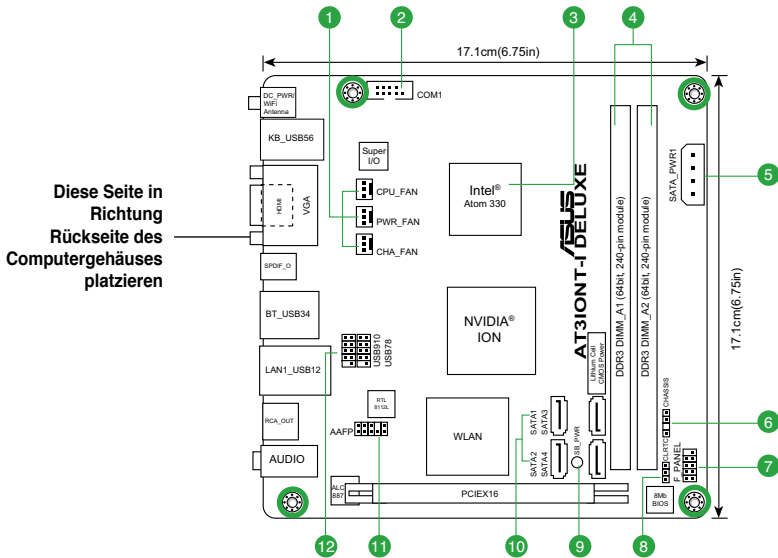 1
2
3
4
17.1cm(6.75in)
DC_PWR/
WiFi
Antenna
COM1
KB_USB56
Super
I/O
CPU_FAN
Intel®
Atom 330
SATA_PWR1
5
Diese Seite in
Richtung
Rückseite des
Computergehäuses
platzieren
HDMI
VGA
PWR_FAN
CHA_FAN
ASUS
AT3IONT-I DELUXE
DDR3 DIMM_A1 (64bit, 240-pin module)
DDR3 DIMM_A2 (64bit, 240-pin module)
17.1cm(6.75in)
SPDIF_O
BT_USB34
NVIDIA®
ION
USB910
USB78
12
Lithium Cell
CMOS Power
LAN1_USB12
RTL
8112L
CHASSIS
6
RCA_OUT
AAFP
WLAN
10
SATA1
SATA3
SATA2
SATA4
SB_PWR
CLRTC
F_PANEL
7
AUDIO
ALC
887
PCIEX16
8Mb
BIOS
12
11
10
9
8